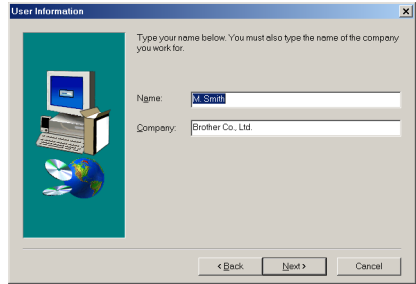 User Information
Type your name below. You must also type the name of the company
you work for.
Name:
M. Smith
Company:
Brother Co., Ltd.
< Back
Next >
Cancel